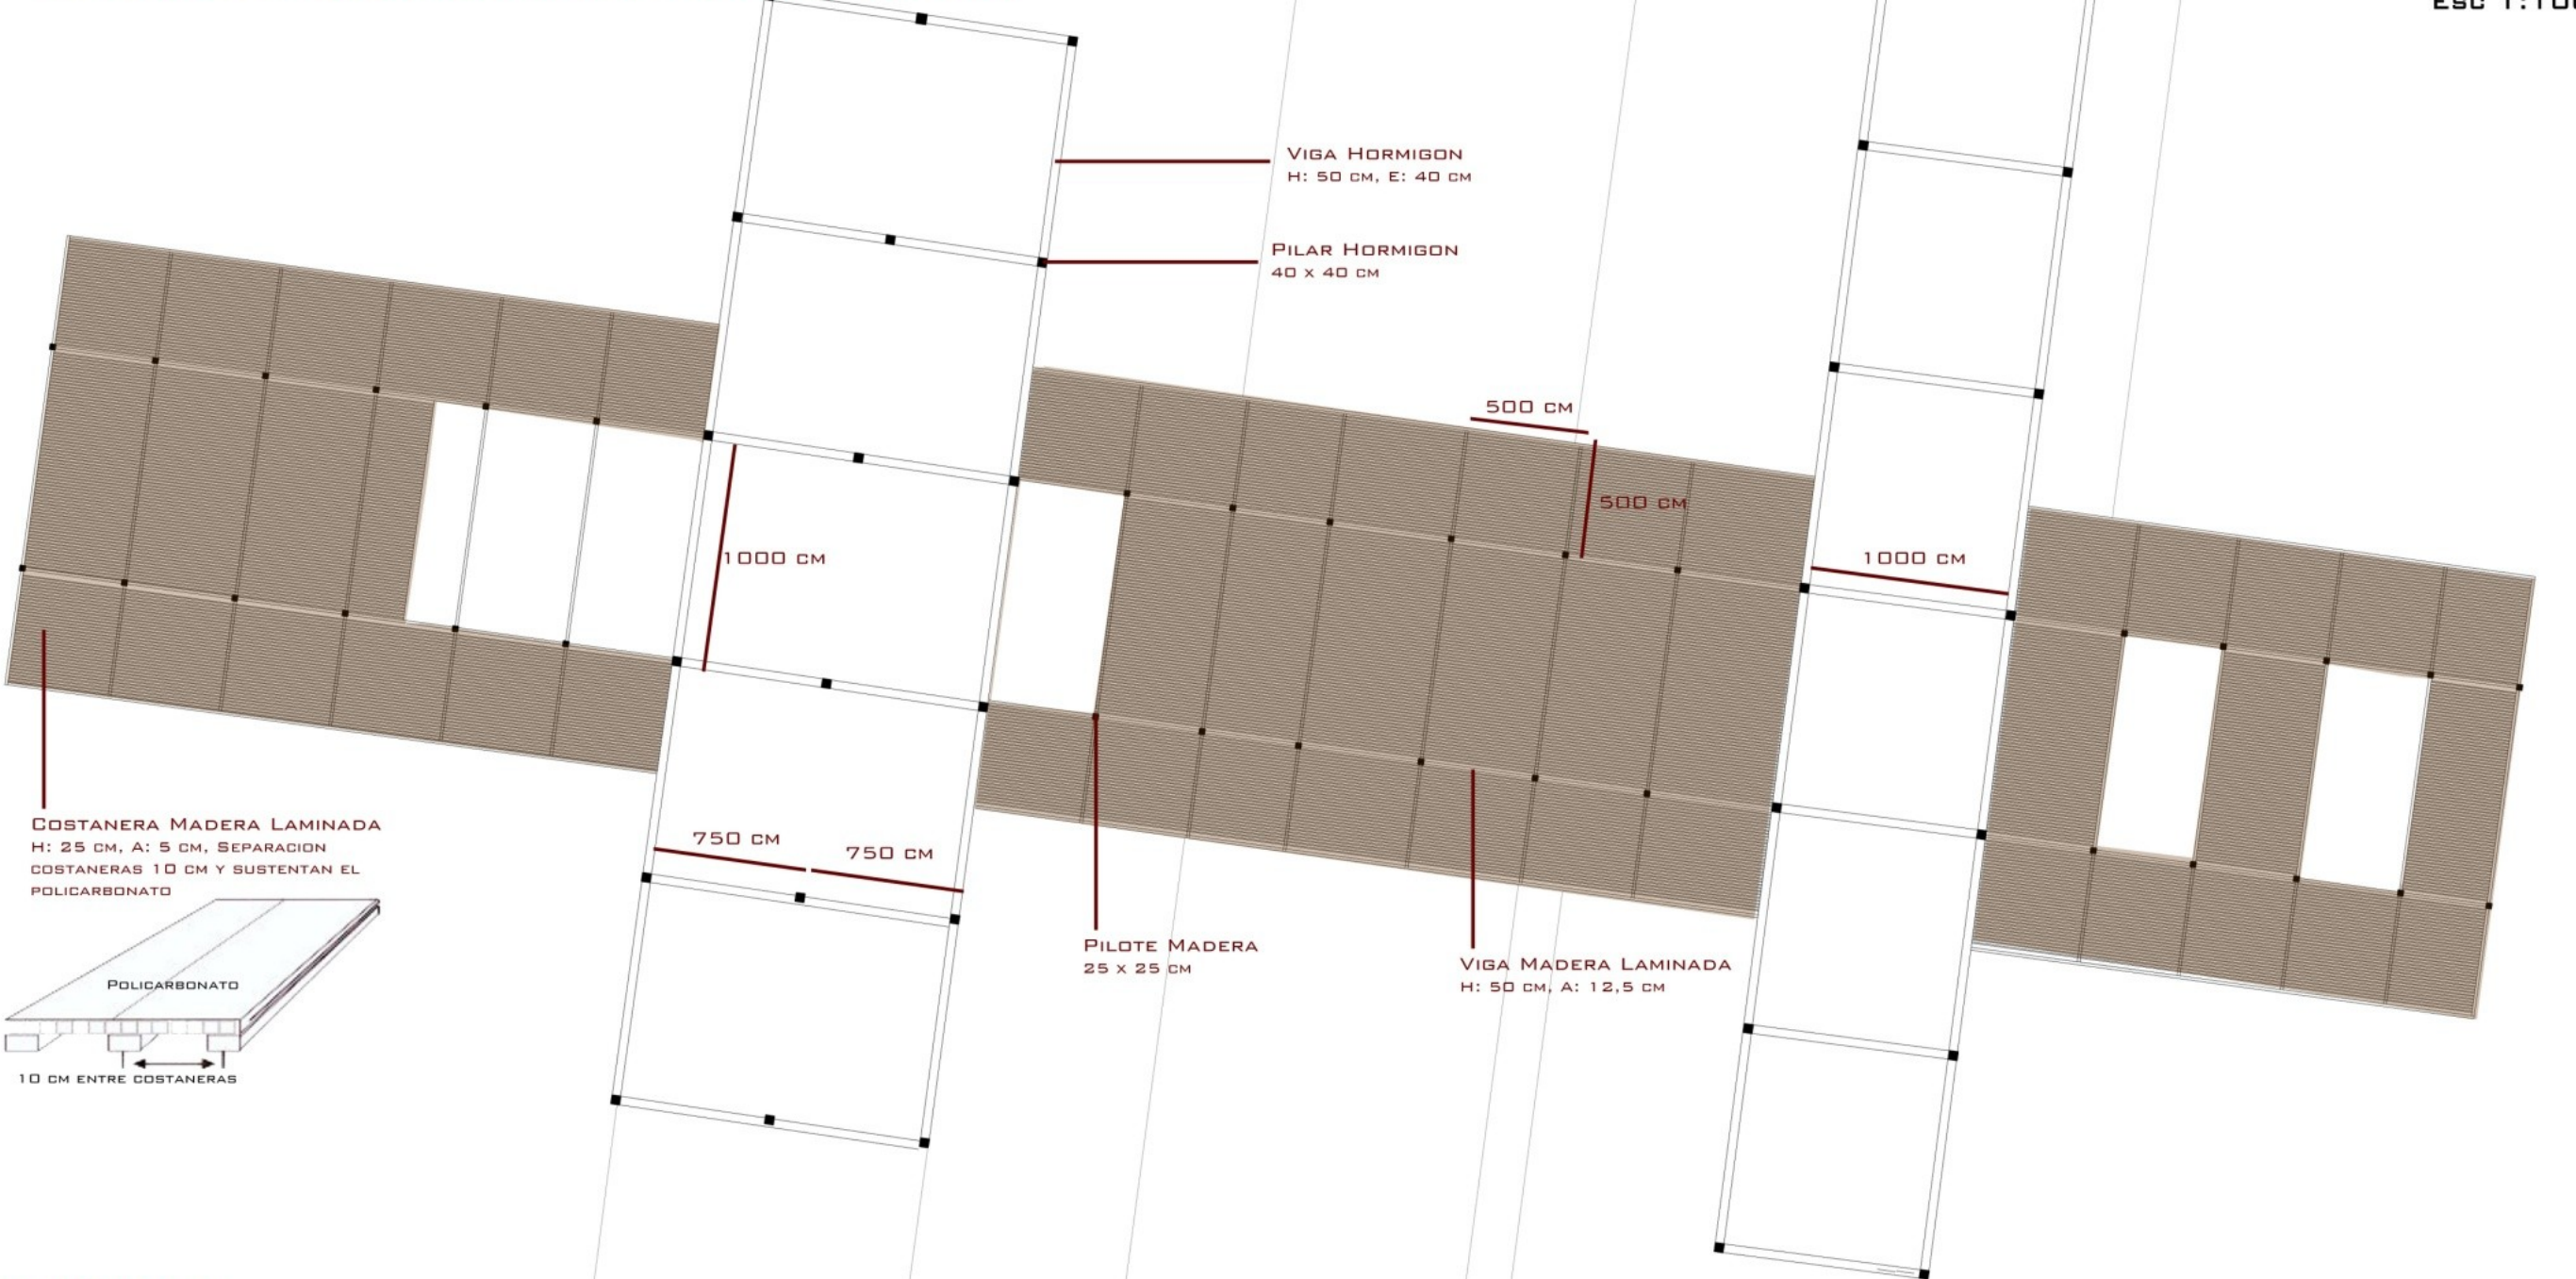 Esc 1:100
Viga Hormigon
H: 50 cm, E: 40 cm
Pilar Hormigon
40 x 40 cm
500 cm
500 cm
1000 cm
1000 cm
Costanera Madera Laminada
H: 25 cm, A: 5 cm, Separacion
costaneras 10 cm y sustentan el
policarbonato
750 cm
750 cm
Policarbonato
10 cm entre costaneras
Pilote Madera
25 x 25 cm
Viga Madera Laminada
H: 50 cm, A: 12,5 cm